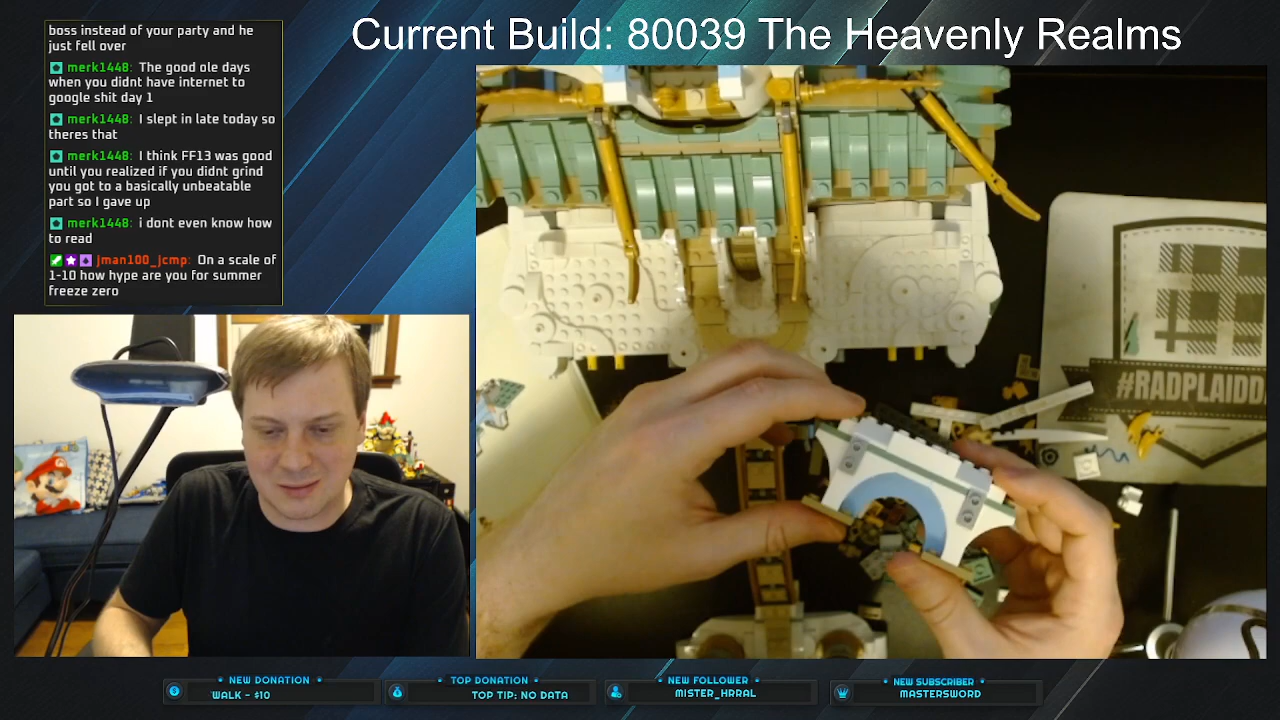 Current Build: 80039 The Heavenly Realms
boss instead of your party and he
just fell over
merk1448: The good ole days
when you didnt have internet to
google shit day 1
merk1448: I slept in late today so
theres that
merk1448: I think FF13 was good
until you realized if you didnt grind
you got to a basically unbeatable
part so I gave up
merk1448: i dont even know how
to read
jman100_jcmp: On a scale of
1-10 how hype are you for summer
freeze zero
#RADPLAIDDA
NEW DONATION
WALK - $10
TOP DONATION
TOP TIP: NO DATA
NEW FOLLOWER
MISTER_HRRAL
NEW SUBSCRIBER
MASTERSWORD